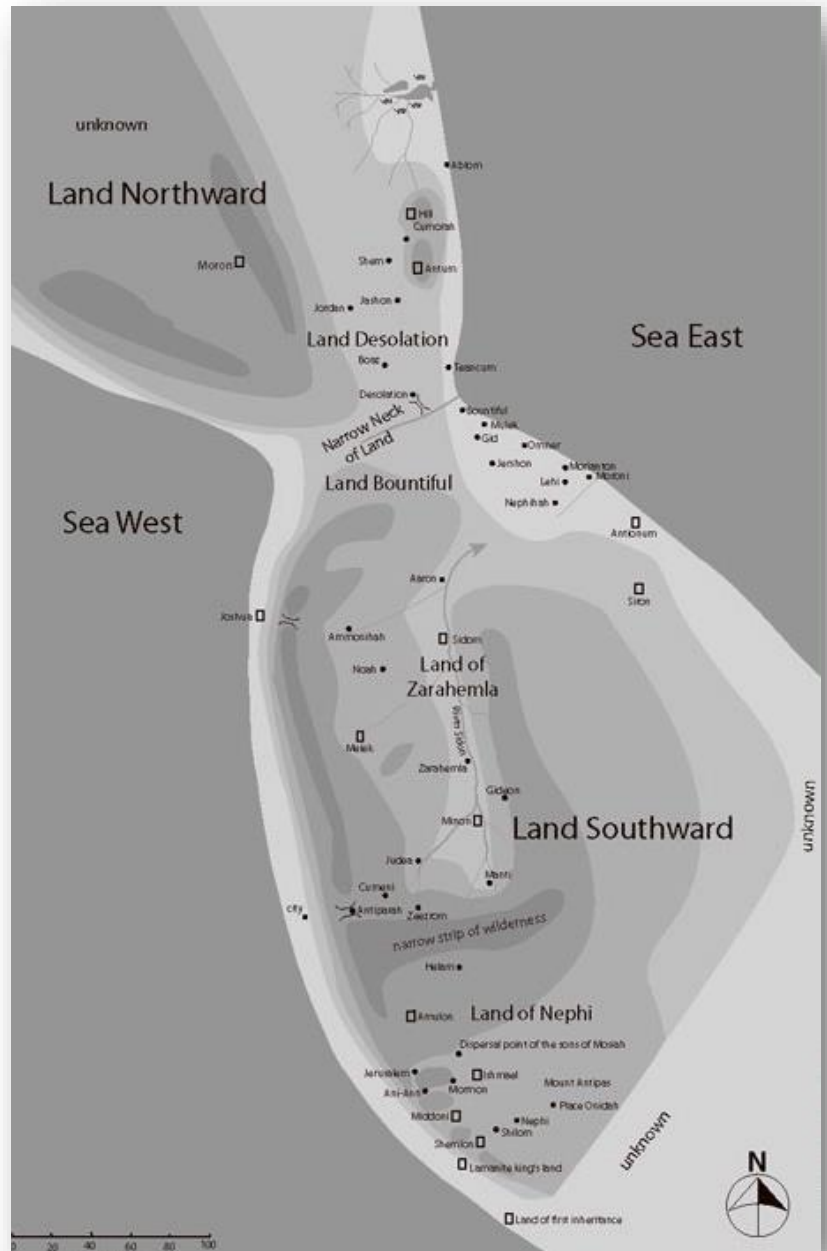 unknown
Land Northward
Ablom
Hill
Cumorah
Shem
Antum
Moron
Jashon
Jordan
Land Desolation
Sea East
Boaz
Teancum
Desolation
Narrow Neck
of Land
Bountiful
Mulek
Gid
Omner
Jershon
Morianton
Moroni
Lehi
Nephihah
Land Bountiful
Sea West
Antionum
Aaron
Siron
Joshua
Ammonihah
Sidom
Land of
Zarahemla
Noah
River Sidon
Melek
Zarahemla
Gideon
Minon
Land Southward
unknown
Judea
Manti
Cumeni
city
Antiparah
Zeezrom
narrow strip of wilderness
Helam
Amulon
Land of Nephi
Dispersal point of the sons of Mosiah
Jerusalem
Ishmael
Mormon
Ani-Anti
Mount Antipas
Place Onidah
Middoni
Nephi
Shilom
Shemlon
Lamanite king's land
unknown
N
Land of first inheritance
0 20 40 60 80 100